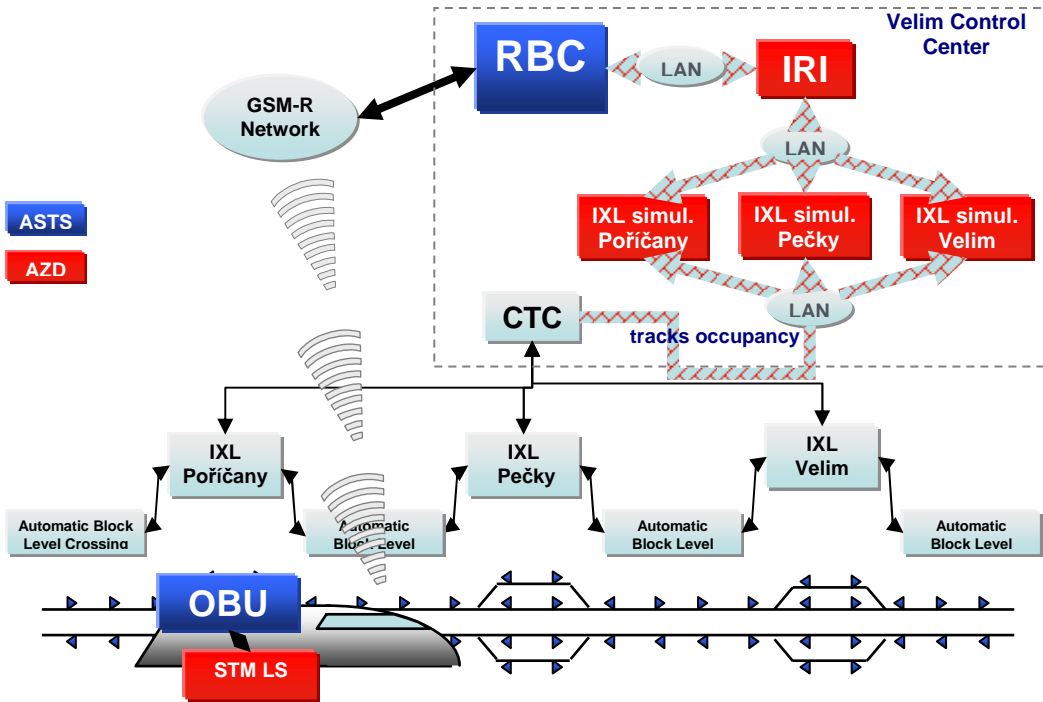 Velim Control
Center
RBC
LAN
IRI
GSM-R
Network
LAN
ASTS
AZD
IXL simul.
Poříčany
IXL simul.
Pečky
IXL simul.
Velim
LAN
CTC
tracks occupancy
IXL
Poříčany
IXL
Pečky
IXL
Velim
Automatic Block
Level Crossing
Automatic
Block Level
Automatic
Block Level
Automatic
Block Level
OBU
STM LS